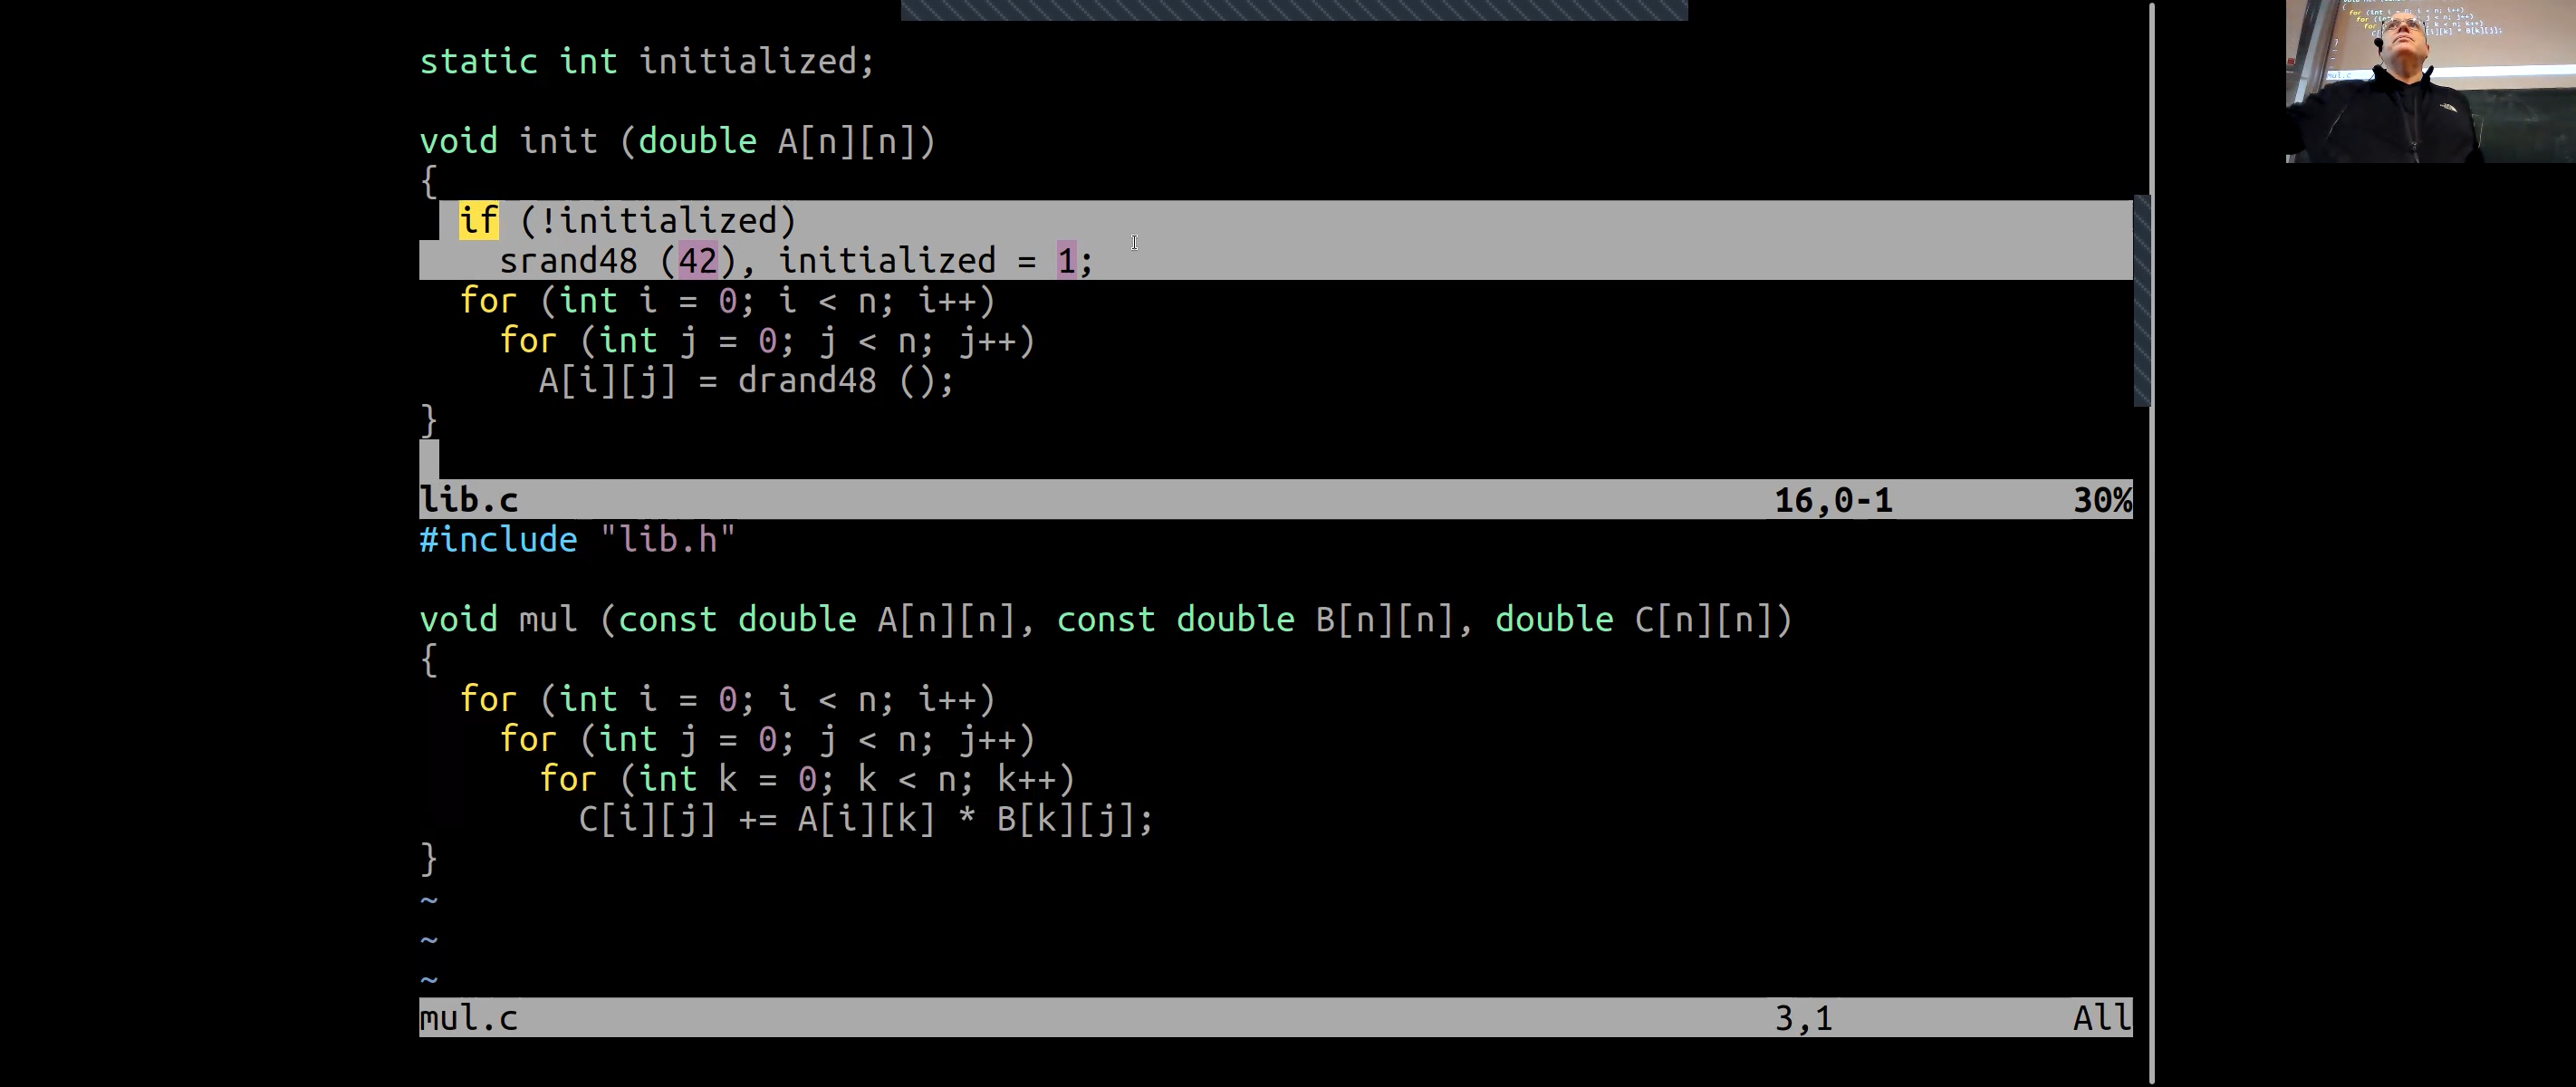 static int initialized;
void init (double A[n][n])
{
if (!initialized)
srand48 (42), initialized = 1;
for (int i = 0; i < n; i++)
for (int j = 0; j < n; j++)
A[i][j] = drand48 ();
}
lib.c 16,0-1 30%
#include "lib.h"
void mul (const double A[n][n], const double B[n][n], double C[n][n])
{
for (int i = 0; i < n; i++)
for (int j = 0; j < n; j++)
for (int k = 0; k < n; k++)
C[i][j] += A[i][k] * B[k][j];
}
~
~
~
mul.c 3,1 All